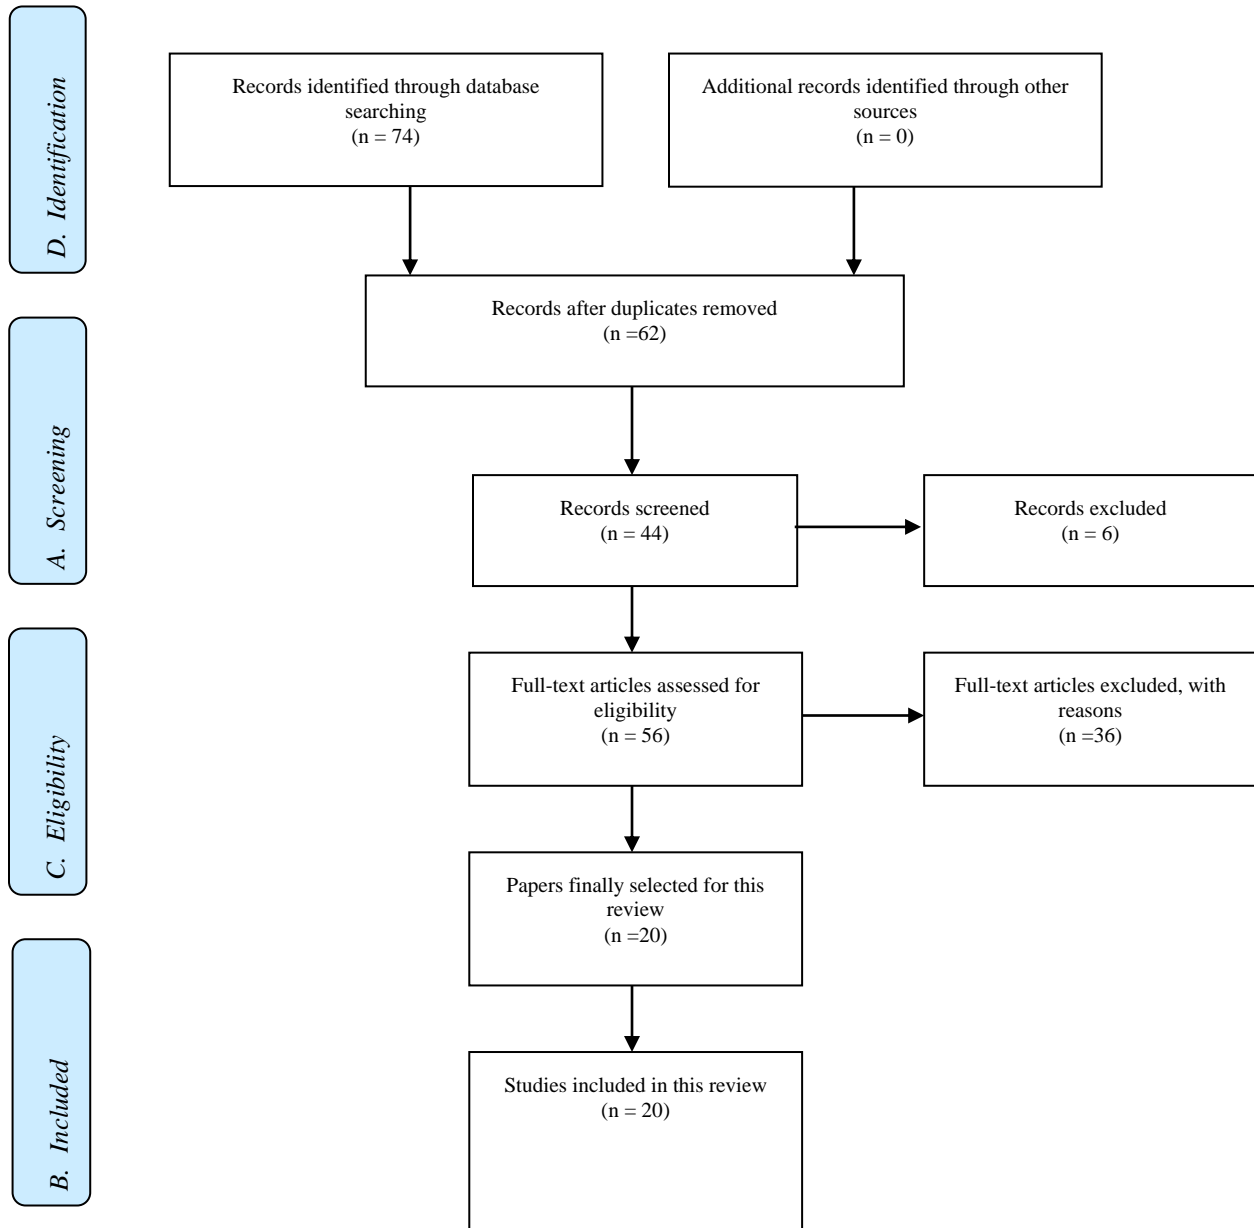 D. Identification
Records identified through database
searching
(n = 74)
Additional records identified through other
sources
(n = 0)
Records after duplicates removed
(n =62)
A. Screening
Records screened
(n = 44)
Records excluded
(n = 6)
C. Eligibility
Full-text articles assessed for
eligibility
(n = 56)
Full-text articles excluded, with
reasons
(n =36)
Papers finally selected for this
review
(n =20)
B. Included
Studies included in this review
(n = 20)